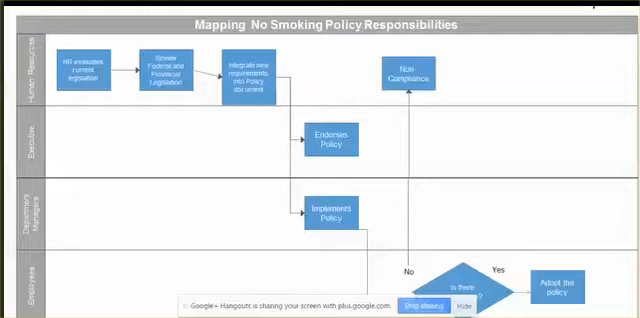 Mapping No Smoking Policy Responsibilities
Human Resources
HR evaluates
current
legislation
Review
Federal and
Provincial
Legislation
Integrate new
requirements
into Policy
document
Non-
Compliance
Executive
Endorses
Policy
Department
Managers
Implements
Policy
Employees
No
Is there
?
Yes
Adopt the
policy
Google+ Hangouts is sharing your screen with plus.google.com.
Stop sharing
Hide